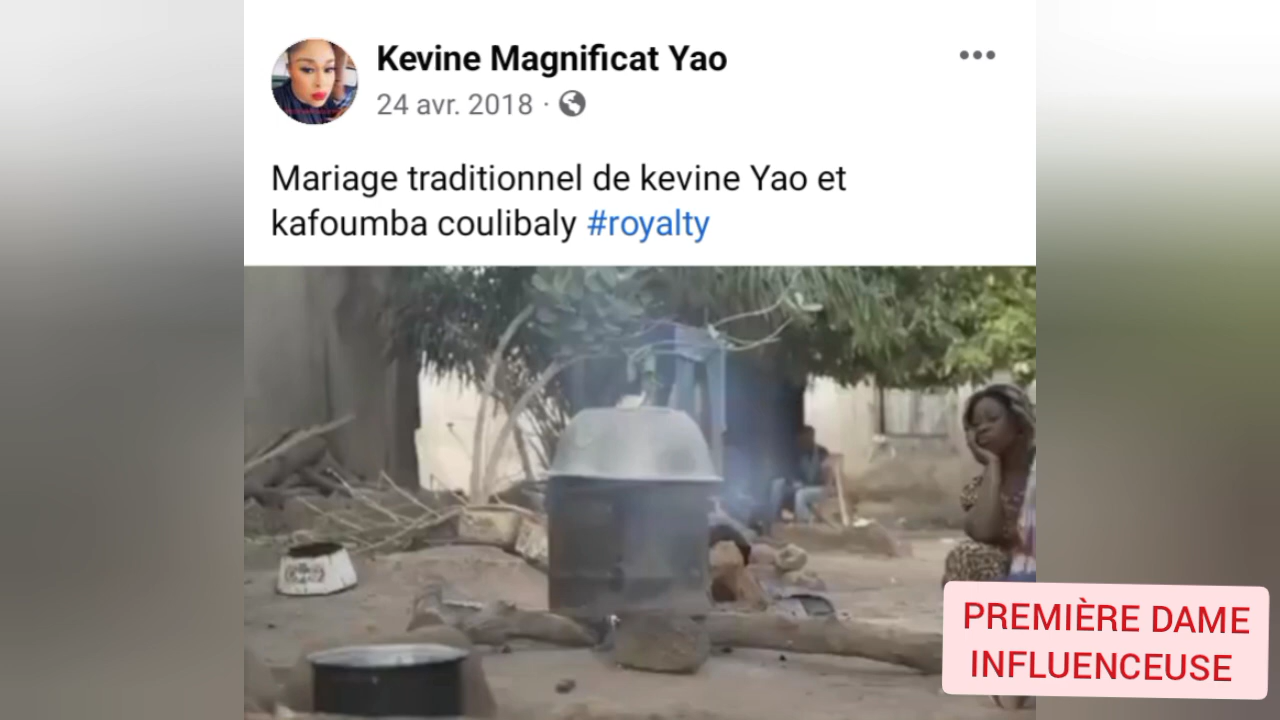 Kevine Magnificat Yao
24 avr. 2018 ·
Mariage traditionnel de kevine Yao et
kafoumba coulibaly #royalty
PREMIÈRE DAME
INFLUENCEUSE